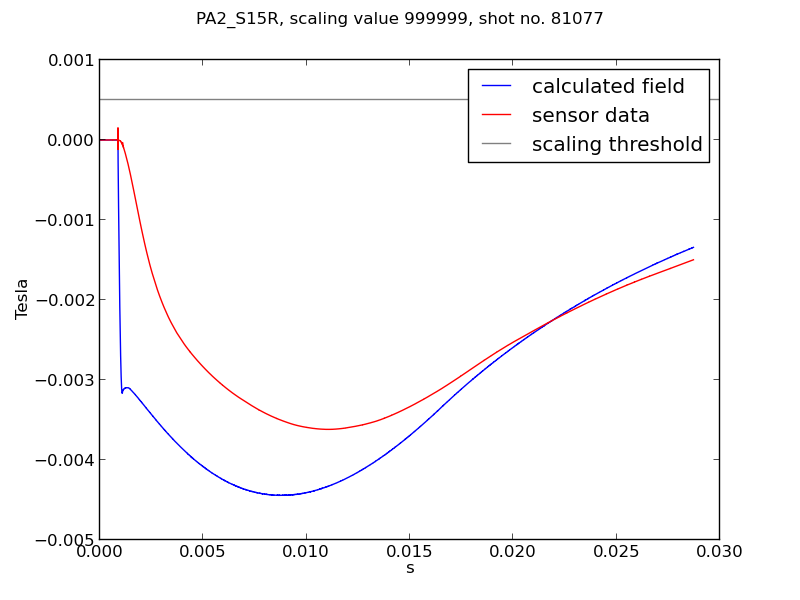 PA2_S15R, scaling value 999999, shot no. 81077
0.001
0.000
−0.001
−0.002
−0.003
−0.004
−0.005
Tesla
calculated field
sensor data
scaling threshold
0.000 0.005 0.010 0.015 0.020 0.025 0.030
s